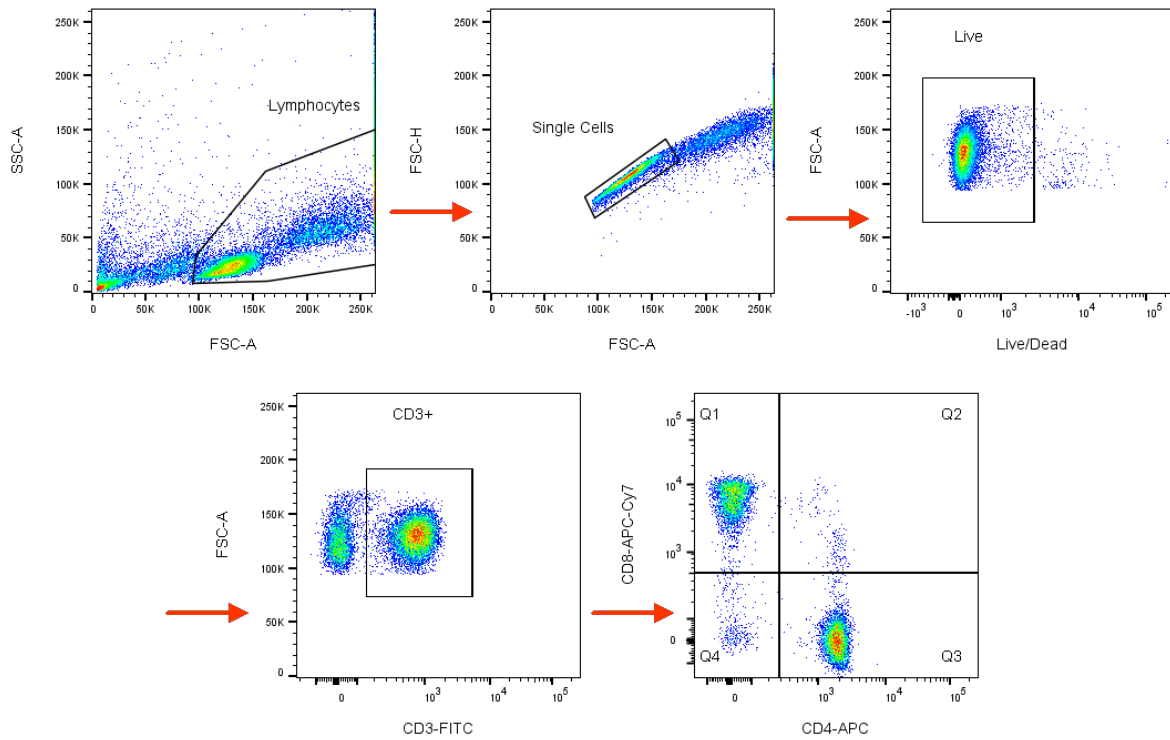 250K
200K
150K
100K
50K
0
SSC-A
Lymphocytes
0
50K
100K
150K
200K
250K
FSC-A
250K
200K
150K
100K
50K
0
FSC-H
Single Cells
0
50K
100K
150K
200K
250K
FSC-A
250K
200K
150K
100K
50K
0
FSC-A
Live
-10³
0
10³
10⁴
10⁵
Live/Dead
250K
200K
150K
100K
50K
0
FSC-A
CD3+
0
10³
10⁴
10⁵
CD3-FITC
10⁵
10⁴
10³
0
CD8-APC-Cy7
Q1
Q2
Q4
Q3
0
10³
10⁴
10⁵
CD4-APC